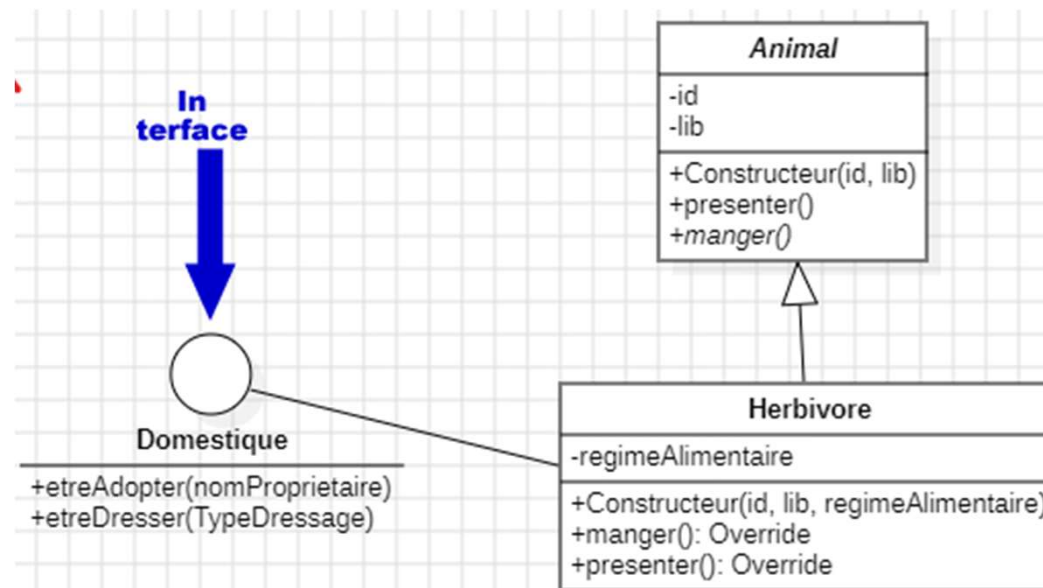 In
terface
Domestique
+etreAdopter(nomProprietaire)
+etreDresser(TypeDressage)
Animal
-id
-lib
+Constructeur(id, lib)
+presenter()
+manger()
Herbivore
-regimeAlimentaire
+Constructeur(id, lib, regimeAlimentaire)
+manger(): Override
+presenter(): Override